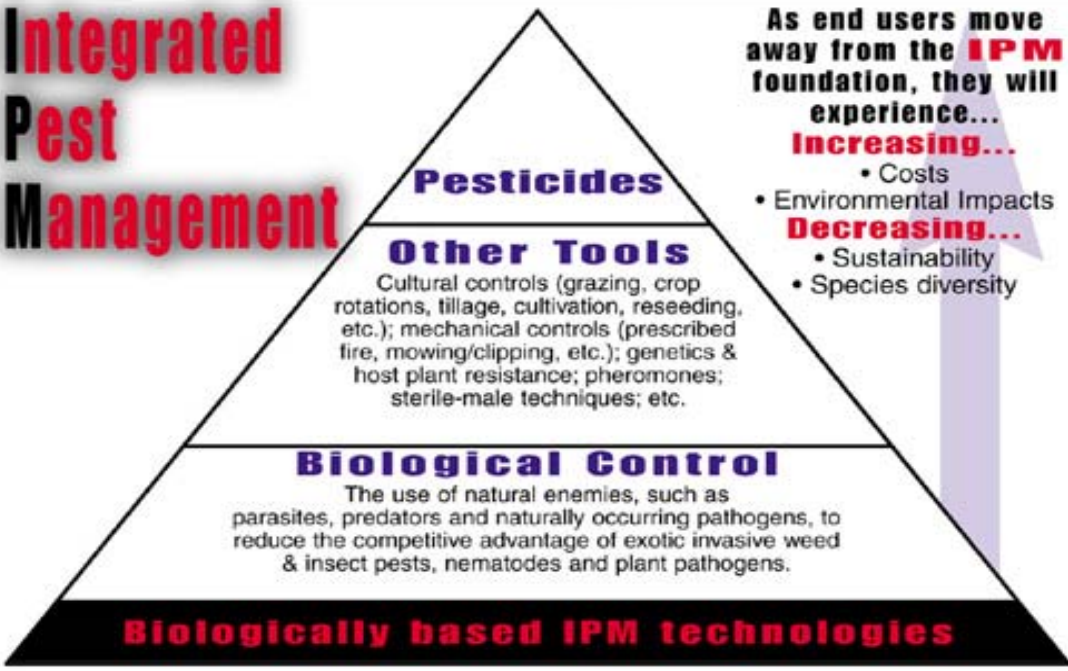 Integrated
Pest
Management
As end users move
away from the IPM
foundation, they will
experience...
Increasing...
• Costs
• Environmental Impacts
Decreasing...
• Sustainability
• Species diversity
Pesticides
Other Tools
Cultural controls (grazing, crop
rotations, tillage, cultivation, reseeding,
etc.); mechanical controls (prescribed
fire, mowing/clipping, etc.); genetics &
host plant resistance; pheromones;
sterile-male techniques; etc.
Biological Control
The use of natural enemies, such as
parasites, predators and naturally occurring pathogens, to
reduce the competitive advantage of exotic invasive weed
& insect pests, nematodes and plant pathogens.
Biologically based IPM technologies